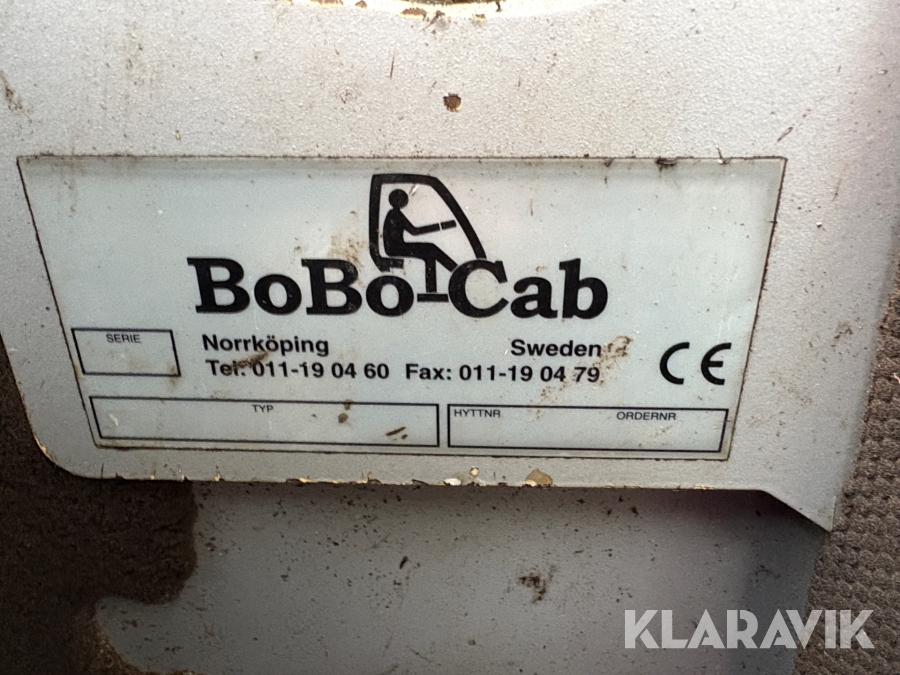 BoBo-Cab
SERIE
Norrköping Sweden
Tel: 011-19 04 60 Fax: 011-19 04 79
CE
TYP
HYTTNR ORDERNR
KLARAVIK